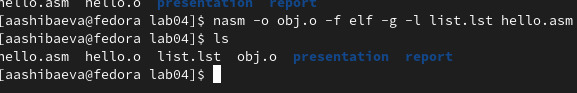 hello.asm hello.o presentation report
[aashibaeva@fedora lab04]$ nasm -o obj.o -f elf -g -l list.lst hello.asm
[aashibaeva@fedora lab04]$ ls
hello.asm hello.o list.lst obj.o presentation report
[aashibaeva@fedora lab04]$